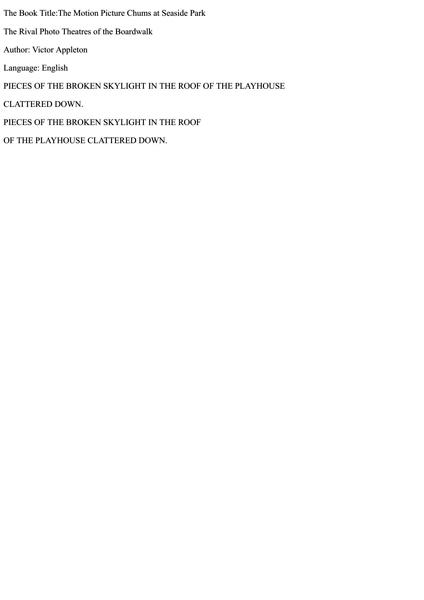 The Book Title:The Motion Picture Chums at Seaside Park
The Rival Photo Theatres of the Boardwalk
Author: Victor Appleton
Language: English
PIECES OF THE BROKEN SKYLIGHT IN THE ROOF OF THE PLAYHOUSE
CLATTERED DOWN.
PIECES OF THE BROKEN SKYLIGHT IN THE ROOF
OF THE PLAYHOUSE CLATTERED DOWN.